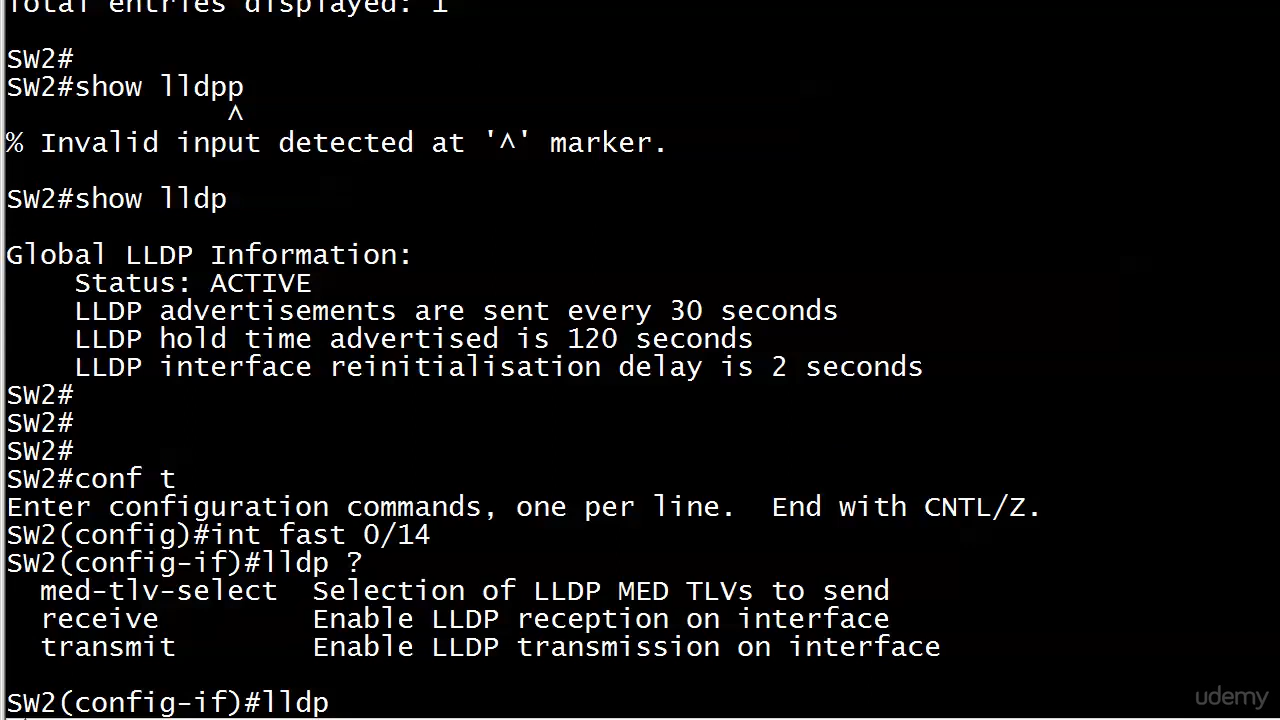 Total entries displayed: 1
SW2#
SW2#show lldpp
^
% Invalid input detected at '^' marker.
SW2#show lldp
Global LLDP Information:
    Status: ACTIVE
    LLDP advertisements are sent every 30 seconds
    LLDP hold time advertised is 120 seconds
    LLDP interface reinitialisation delay is 2 seconds
SW2#
SW2#
SW2#
SW2#conf t
Enter configuration commands, one per line.  End with CNTL/Z.
SW2(config)#int fast 0/14
SW2(config-if)#lldp ?
  med-tlv-select  Selection of LLDP MED TLVs to send
  receive         Enable LLDP reception on interface
  transmit        Enable LLDP transmission on interface
SW2(config-if)#lldp
udemy